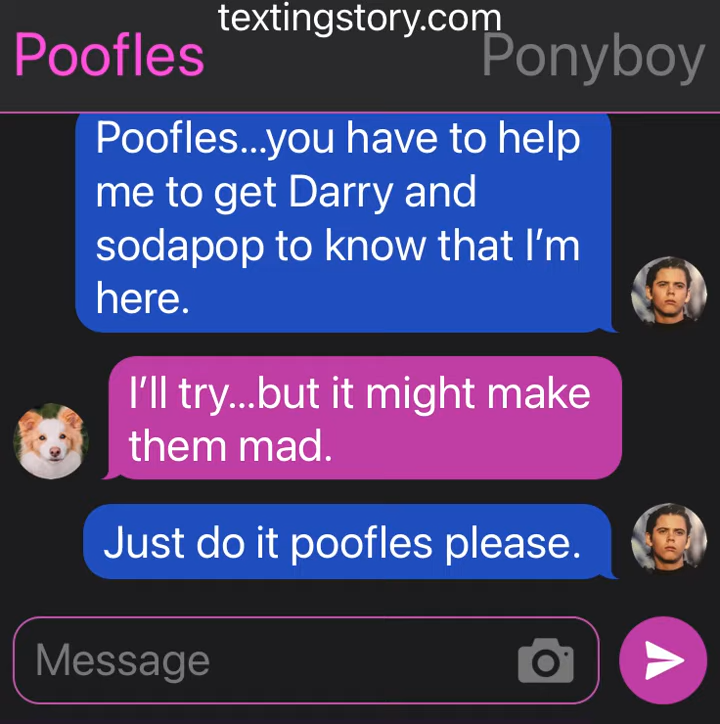 textingstory.com
Poofles
Ponyboy
Poofles...you have to help
me to get Darry and
sodapop to know that I’m
here.
I’ll try...but it might make
them mad.
Just do it poofles please.
Message